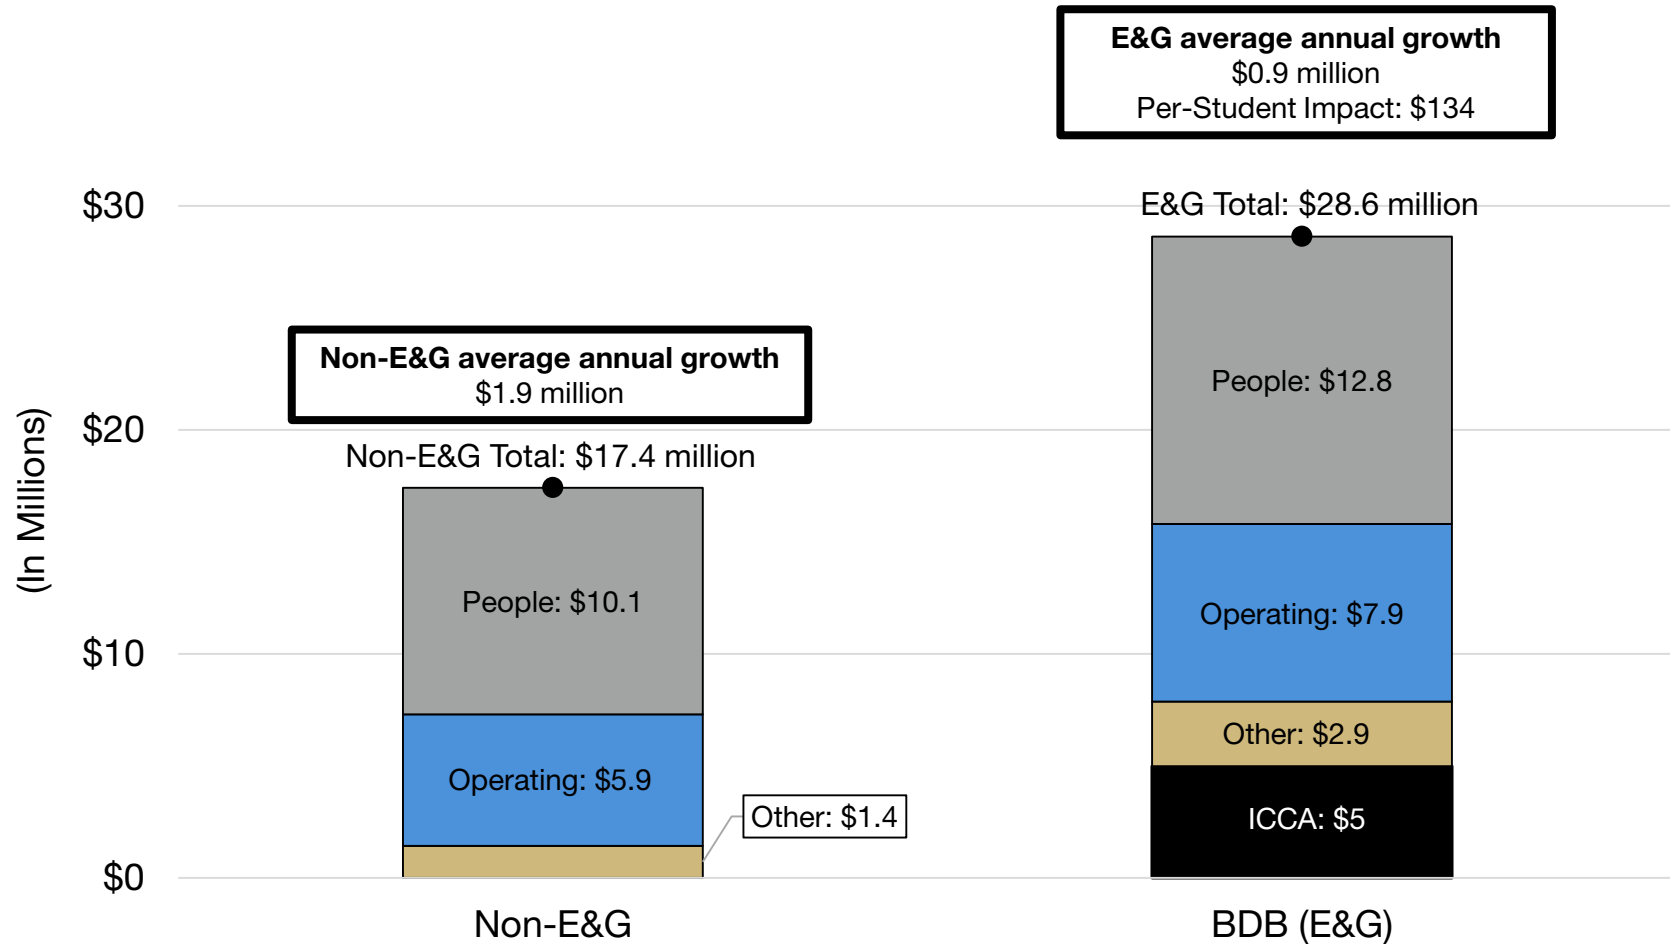 E&G average annual growth
$0.9 million
Per-Student Impact: $134
$30
E&G Total: $28.6 million
Non-E&G average annual growth
$1.9 million
People: $12.8
$20
Non-E&G Total: $17.4 million
(In Millions)
People: $10.1
Operating: $7.9
$10
Other: $2.9
Operating: $5.9
Other: $1.4
ICCA: $5
$0
Non-E&G
BDB (E&G)